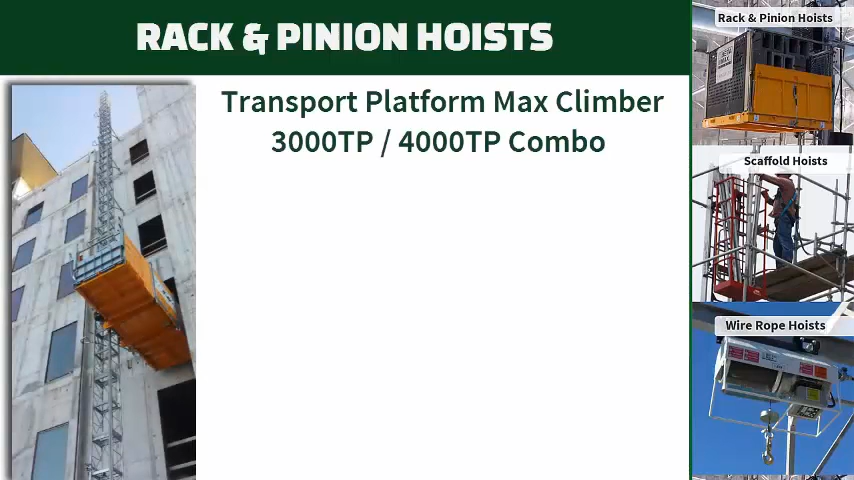 RACK & PINION HOISTS
Transport Platform Max Climber
3000TP / 4000TP Combo
Rack & Pinion Hoists
Scaffold Hoists
Wire Rope Hoists